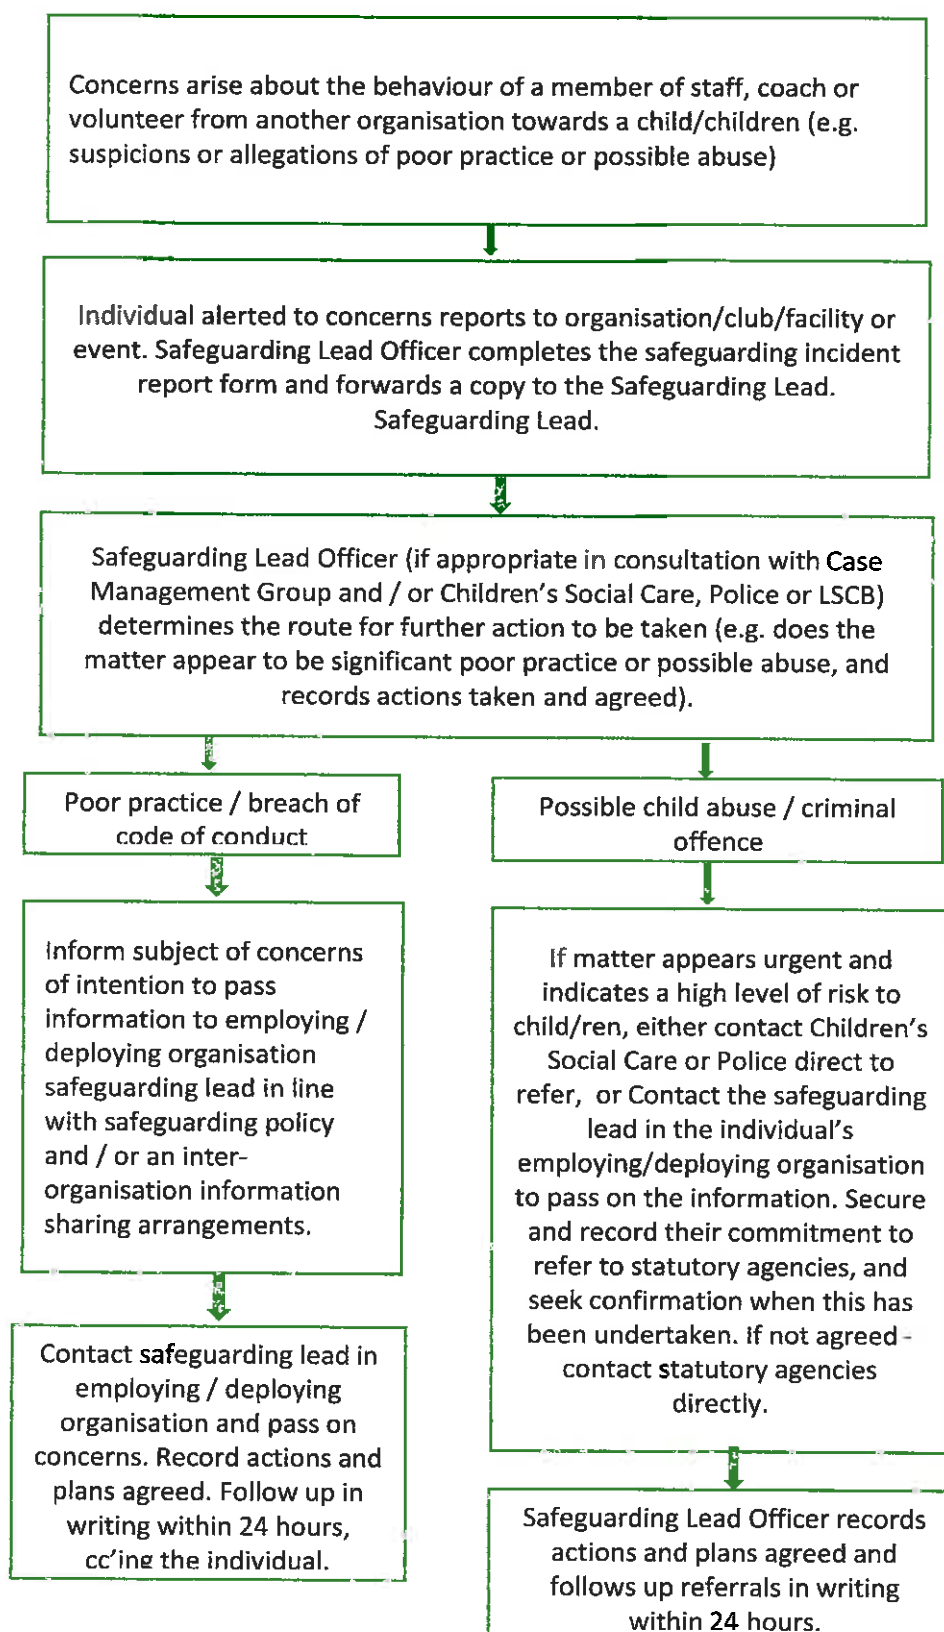 Concerns arise about the behaviour of a member of staff, coach or
volunteer from another organisation towards a child/children (e.g.
suspicions or allegations of poor practice or possible abuse)
Individual alerted to concerns reports to organisation/club/facility or
event. Safeguarding Lead Officer completes the safeguarding incident
report form and forwards a copy to the Safeguarding Lead.
Safeguarding Lead.
Safeguarding Lead Officer (if appropriate in consultation with Case
Management Group and / or Children's Social Care, Police or LSCB)
determines the route for further action to be taken (e.g. does the
matter appear to be significant poor practice or possible abuse, and
records actions taken and agreed).
Poor practice / breach of
code of conduct
Inform subject of concerns
of intention to pass
information to employing /
deploying organisation
safeguarding lead in line
with safeguarding policy
and / or an inter-
organisation information
sharing arrangements.
Contact safeguarding lead in
employing / deploying
organisation and pass on
concerns. Record actions and
plans agreed. Follow up in
writing within 24 hours,
cc'ing the individual.
Possible child abuse / criminal
offence
If matter appears urgent and
indicates a high level of risk to
child/ren, either contact Children's
Social Care or Police direct to
refer, or Contact the safeguarding
lead in the individual's
employing/deploying organisation
to pass on the information. Secure
and record their commitment to
refer to statutory agencies, and
seek confirmation when this has
been undertaken. If not agreed -
contact statutory agencies
directly.
Safeguarding Lead Officer records
actions and plans agreed and
follows up referrals in writing
within 24 hours.